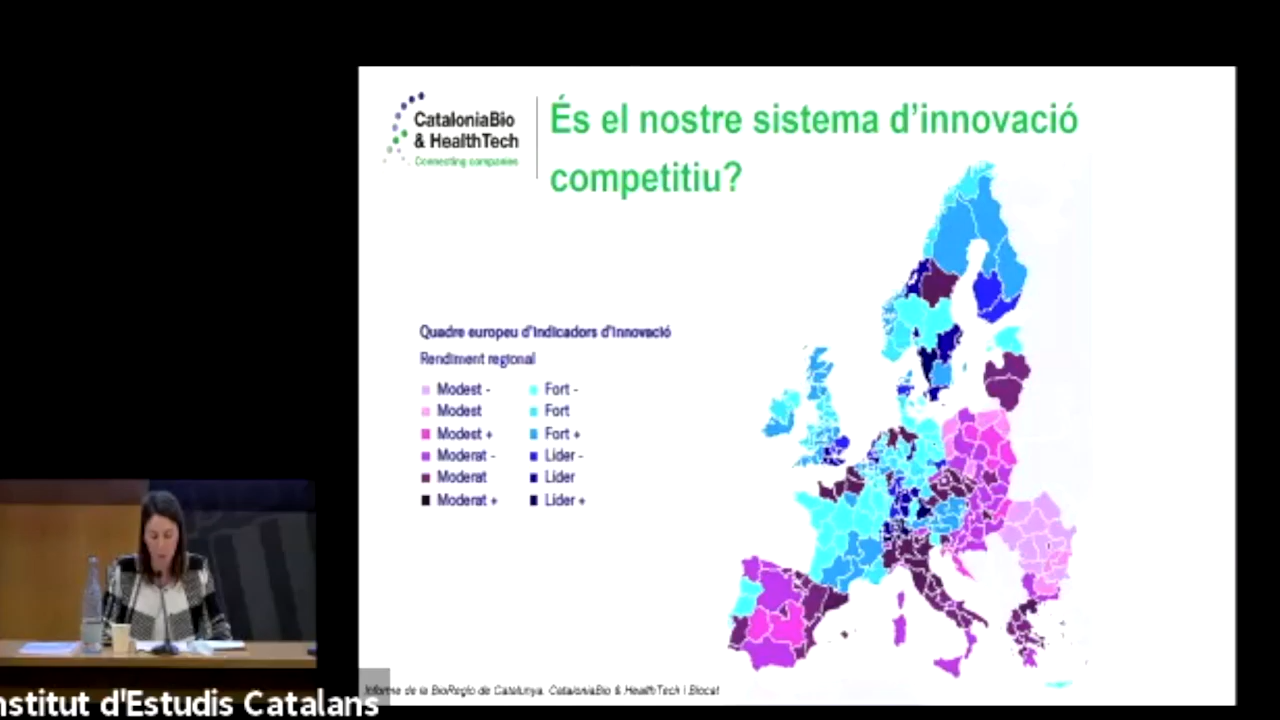 CataloniaBio
& HealthTech
Connecting companies
És el nostre sistema d'innovació
competitiu?
Quadre europeu d'indicadors d'innovació
Rendiment regional
Modest -
Modest
Modest +
Moderat -
Moderat
Moderat +
Fort -
Fort
Fort +
Líder -
Líder
Líder +
Informe de la BioRegió de Catalunya. CataloniaBio & HealthTech i Biocat
nstitut d'Estudis Catalans